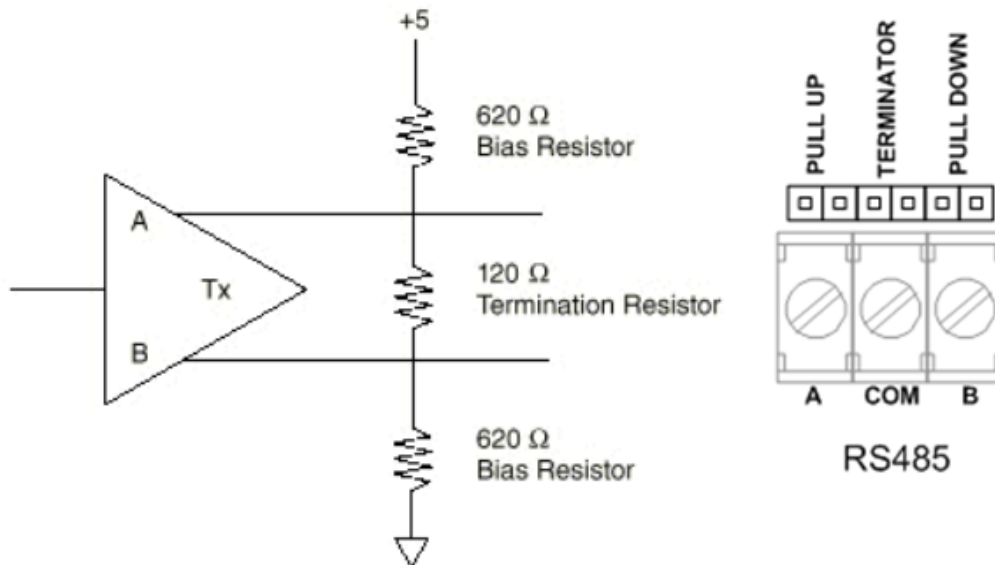 +5
620 Ω
Bias Resistor
A
Tx
120 Ω
Termination Resistor
B
620 Ω
Bias Resistor
PULL UP
TERMINATOR
PULL DOWN
A COM B
RS485